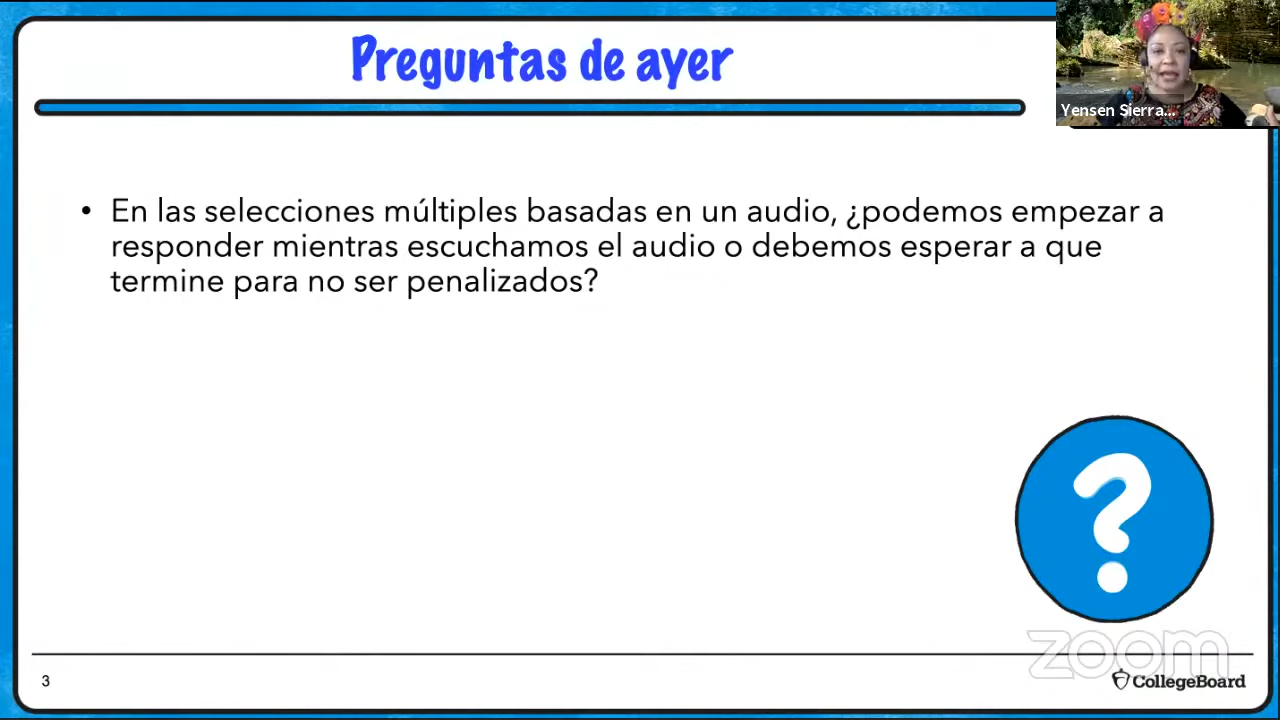 Preguntas de ayer
Yensen Sierra...
• En las selecciones múltiples basadas en un audio, ¿podemos empezar a
responder mientras escuchamos el audio o debemos esperar a que
termine para no ser penalizados?
?
zoom
3
CollegeBoard